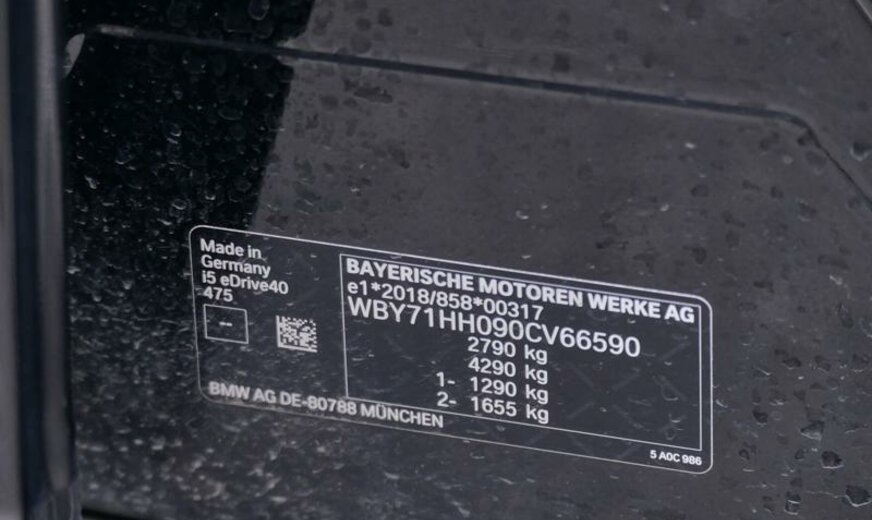 Made in
Germany
i5 eDrive40
475
--
BAYERISCHE MOTOREN WERKE AG
e1*2018/858*00317
WBY71HH090CV66590
2790 kg
4290 kg
1- 1290 kg
2- 1655 kg
BMW AG DE-80788 MÜNCHEN
5 A0C 986